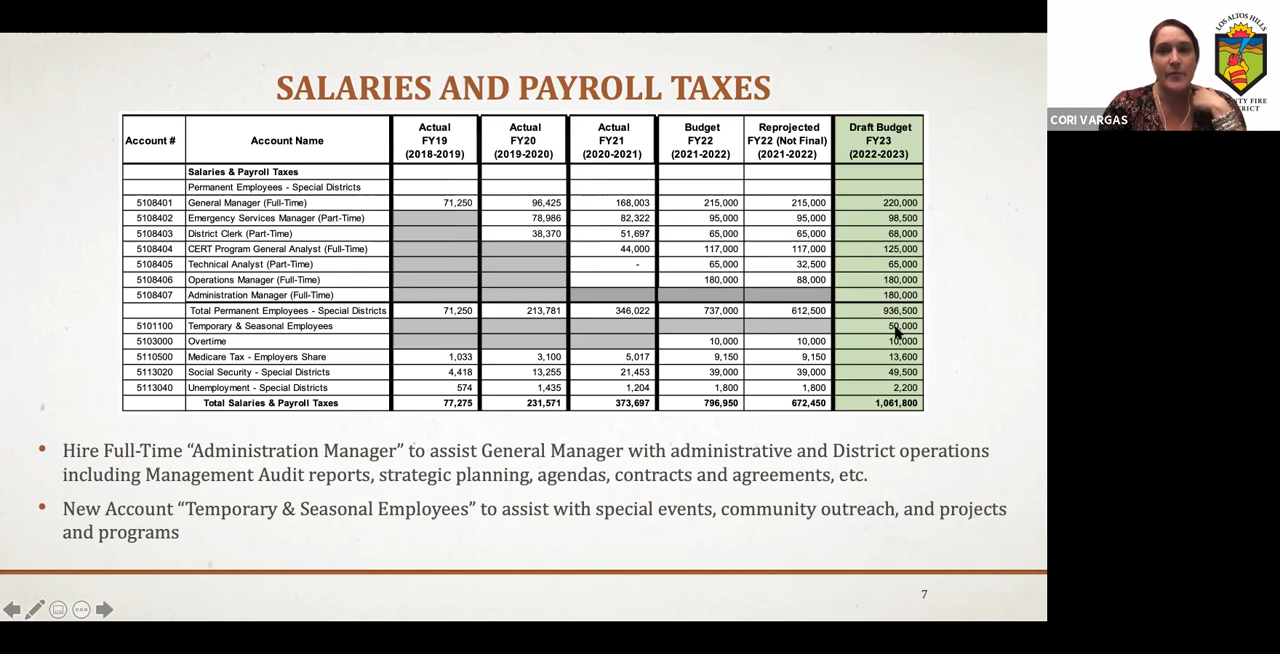 SALARIES AND PAYROLL TAXES
Account # Account Name Actual FY19 (2018-2019) Actual FY20 (2019-2020) Actual FY21 (2020-2021) Budget FY22 (2021-2022) Reprojected FY22 (Not Final) (2021-2022) Draft Budget FY23 (2022-2023)
Salaries & Payroll Taxes
Permanent Employees - Special Districts
5108401 General Manager (Full-Time) 71,250 96,425 168,003 215,000 215,000 220,000
5108402 Emergency Services Manager (Part-Time) 78,986 82,322 95,000 95,000 98,500
5108403 District Clerk (Part-Time) 38,370 51,697 65,000 65,000 68,000
5108404 CERT Program General Analyst (Full-Time) 44,000 117,000 117,000 125,000
5108405 Technical Analyst (Part-Time) - 65,000 32,500 65,000
5108406 Operations Manager (Full-Time) 180,000 88,000 180,000
5108407 Administration Manager (Full-Time) 180,000
Total Permanent Employees - Special Districts 71,250 213,781 346,022 737,000 612,500 936,500
5101100 Temporary & Seasonal Employees 50,000
5103000 Overtime 10,000 10,000 10,000
5110500 Medicare Tax - Employers Share 1,033 3,100 5,017 9,150 9,150 13,600
5113020 Social Security - Special Districts 4,418 13,255 21,453 39,000 39,000 49,500
5113040 Unemployment - Special Districts 574 1,435 1,204 1,800 1,800 2,200
Total Salaries & Payroll Taxes 77,275 231,571 373,697 796,950 672,450 1,061,800
• Hire Full-Time “Administration Manager” to assist General Manager with administrative and District operations
including Management Audit reports, strategic planning, agendas, contracts and agreements, etc.
• New Account “Temporary & Seasonal Employees” to assist with special events, community outreach, and projects
and programs
7
LOS ALTOS HILLS
NTY FIRE
TRICT
CORI VARGAS